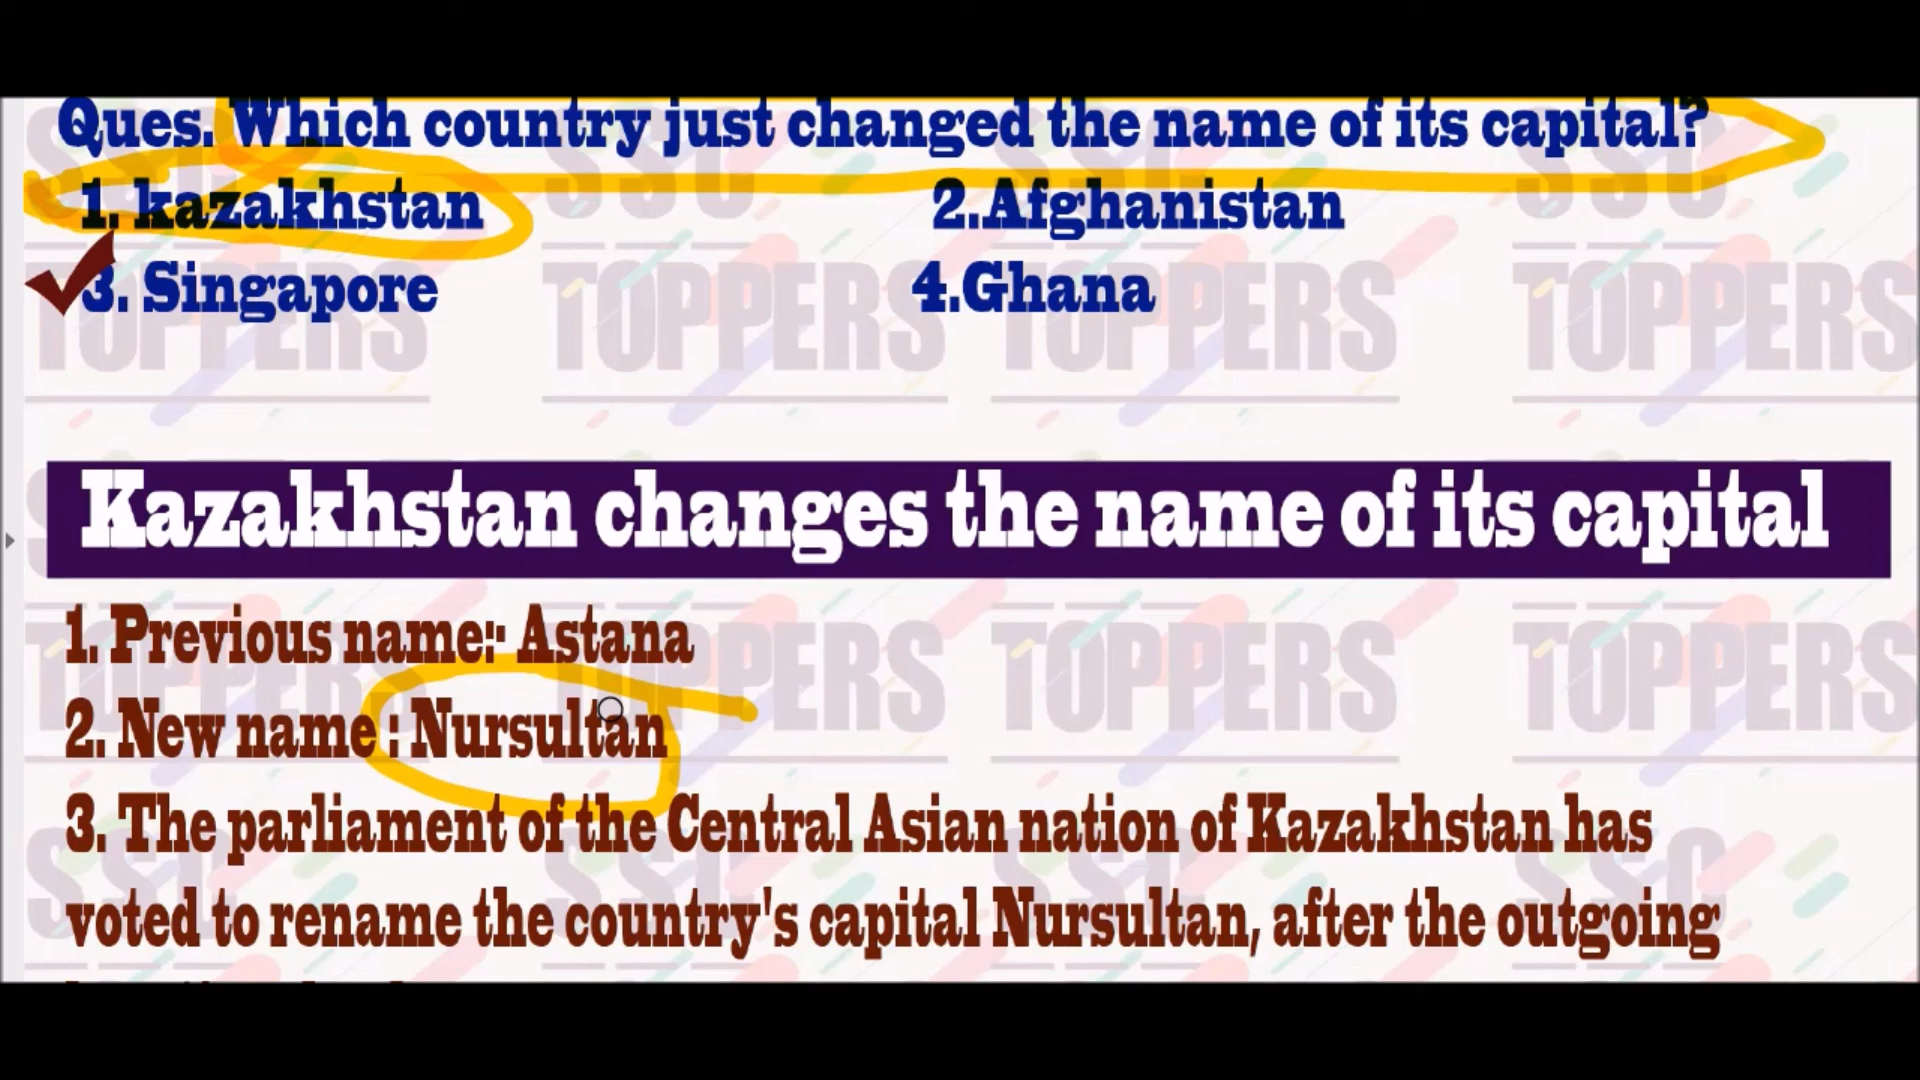 Ques. Which country just changed the name of its capital?
1. kazakhstan 2.Afghanistan
3. Singapore 4.Ghana
Kazakhstan changes the name of its capital
1. Previous name:· Astana
2. New name : Nursultan
3. The parliament of the Central Asian nation of Kazakhstan has
voted to rename the country's capital Nursultan, after the outgoing
SSC TOPPERS